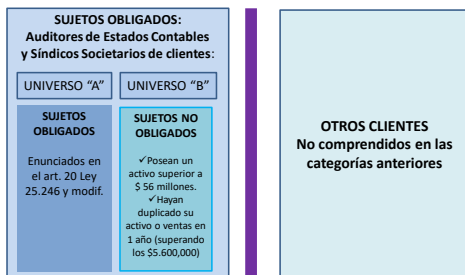 SUJETOS OBLIGADOS:
Auditores de Estados Contables
y Síndicos Societarios de clientes:
UNIVERSO "A"
UNIVERSO "B"
SUJETOS
OBLIGADOS
Enunciados en
el art. 20 Ley
25.246 y modif.
SUJETOS NO
OBLIGADOS
✓Posean un
activo superior a
$ 56 millones.
✓Hayan
duplicado su
activo o ventas en
1 año (superando
los $5.600,000)
OTROS CLIENTES
No comprendidos en las
categorías anteriores